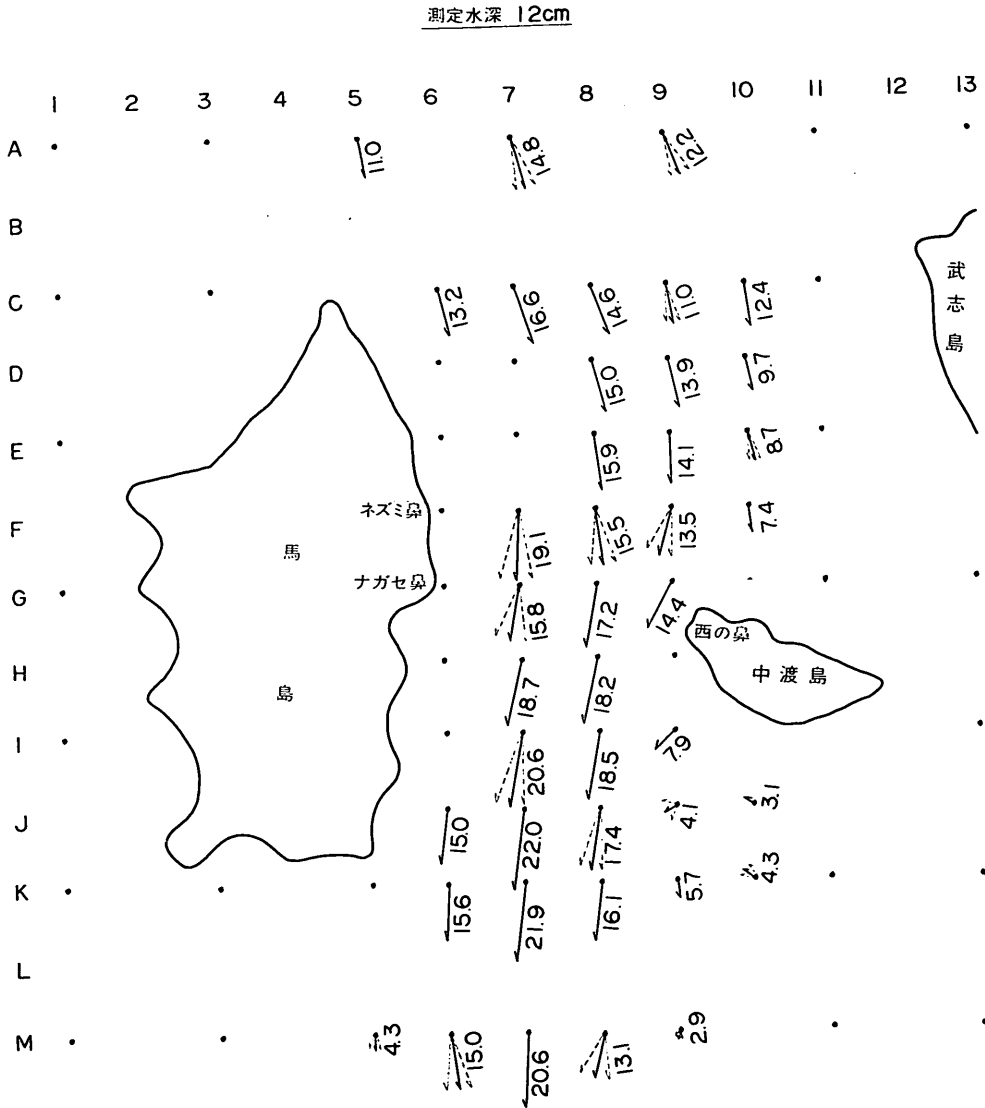 測定水深 12cm
1 2 3 4 5 6 7 8 9 10 11 12 13
A 11.0 14.8 12.2
B
武志島
C 13.2 16.6 14.6 11.0 12.4
D 15.0 13.9 9.7
E 15.9 14.1 8.7
ネズミ鼻
F 19.1 15.5 13.5 7.4
馬島
ナガセ鼻
G 15.8 17.2 14.4
西の鼻
中渡島
H 18.7 18.2
I 20.6 18.5 7.9
J 15.0 22.0 17.4 4.1 3.1
K 15.6 21.9 16.1 5.7 4.3
L
M 4.3 15.0 20.6 13.1 2.9